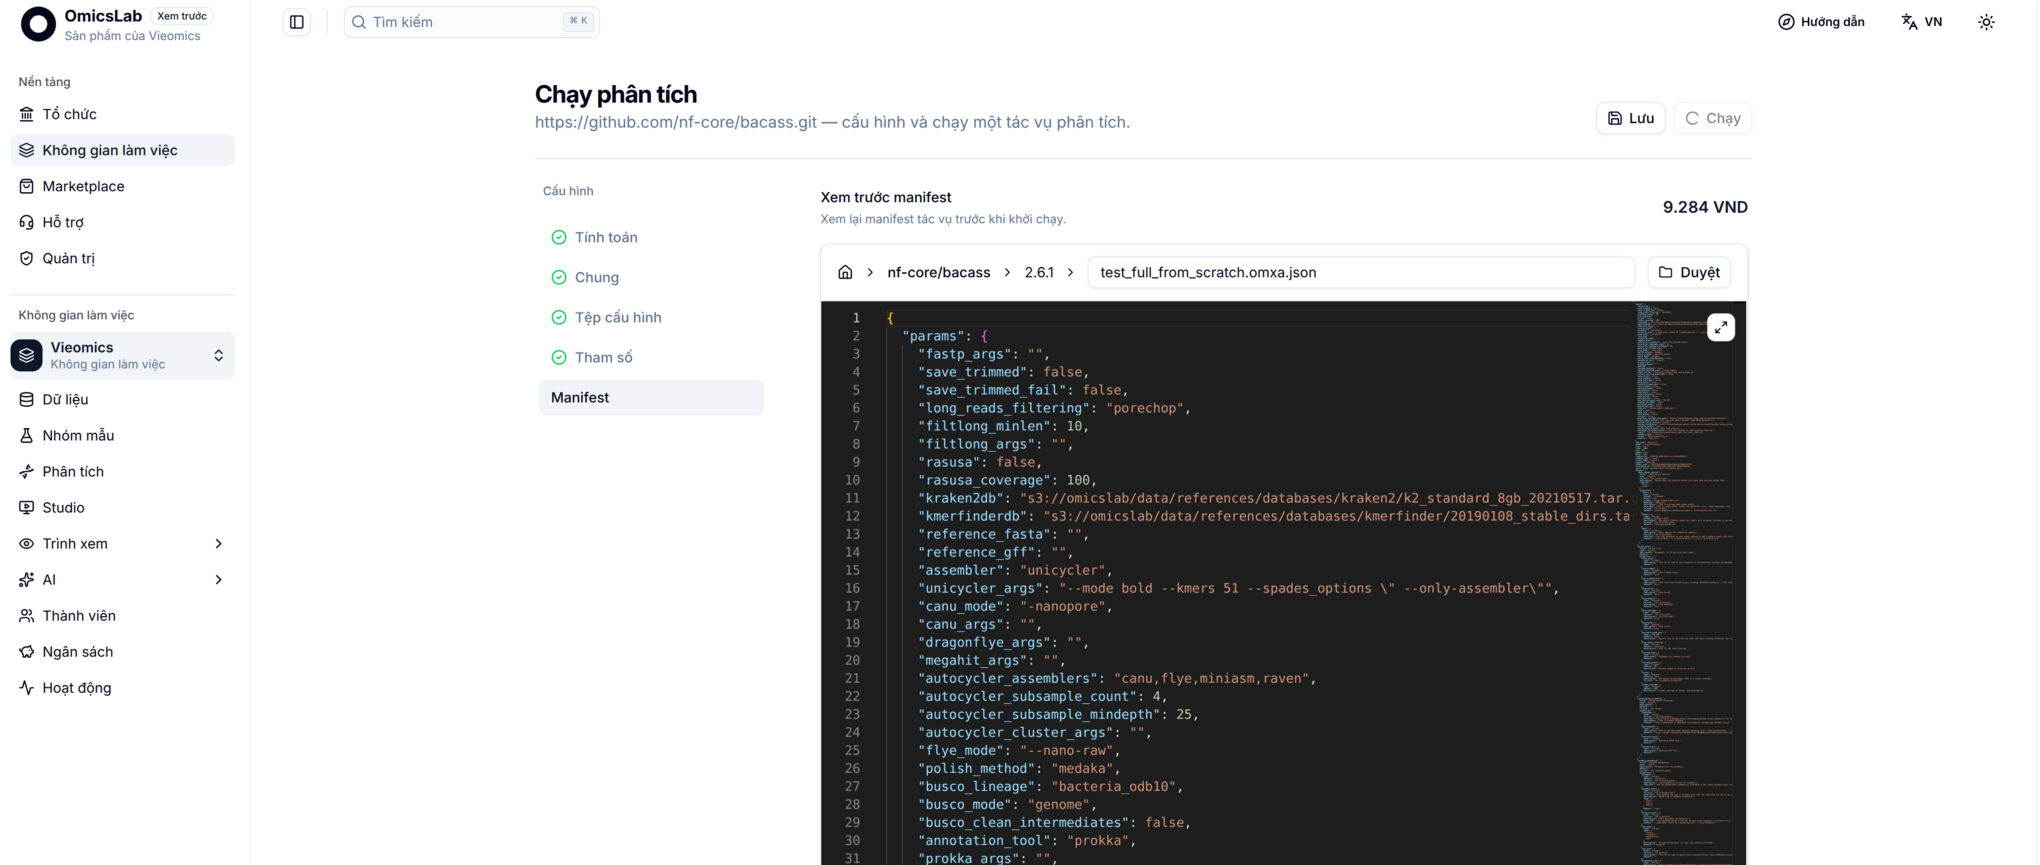 OmicsLab
Xem trước
Sản phẩm của Vieomics
Nền tảng
Tổ chức
Không gian làm việc
Marketplace
Hỗ trợ
Quản trị
Không gian làm việc
Vieomics
Không gian làm việc
Dữ liệu
Nhóm mẫu
Phân tích
Studio
Trình xem
AI
Thành viên
Ngân sách
Hoạt động
Tìm kiếm
⌘ K
Hướng dẫn
VN
Chạy phân tích
https://github.com/nf-core/bacass.git — cấu hình và chạy một tác vụ phân tích.
Lưu
Chạy
Cấu hình
Tính toán
Chung
Tệp cấu hình
Tham số
Manifest
Xem trước manifest
Xem lại manifest tác vụ trước khi khởi chạy.
9.284 VND
nf-core/bacass
2.6.1
test_full_from_scratch.omxa.json
Duyệt
1 {
2 "params": {
3 "fastp_args": "",
4 "save_trimmed": false,
5 "save_trimmed_fail": false,
6 "long_reads_filtering": "porechop",
7 "filtlong_minlen": 10,
8 "filtlong_args": "",
9 "rasusa": false,
10 "rasusa_coverage": 100,
11 "kraken2db": "s3://omicslab/data/references/databases/kraken2/k2_standard_8gb_20210517.tar.
12 "kmerfinderdb": "s3://omicslab/data/references/databases/kmerfinder/20190108_stable_dirs.ta
13 "reference_fasta": "",
14 "reference_gff": "",
15 "assembler": "unicycler",
16 "unicycler_args": "--mode bold --kmers 51 --spades_options \" --only-assembler\"",
17 "canu_mode": "-nanopore",
18 "canu_args": "",
19 "dragonflye_args": "",
20 "megahit_args": "",
21 "autocycler_assemblers": "canu,flye,miniasm,raven",
22 "autocycler_subsample_count": 4,
23 "autocycler_subsample_mindepth": 25,
24 "autocycler_cluster_args": "",
25 "flye_mode": "--nano-raw",
26 "polish_method": "medaka",
27 "busco_lineage": "bacteria_odb10",
28 "busco_mode": "genome",
29 "busco_clean_intermediates": false,
30 "annotation_tool": "prokka",
31 "prokka_args": "",